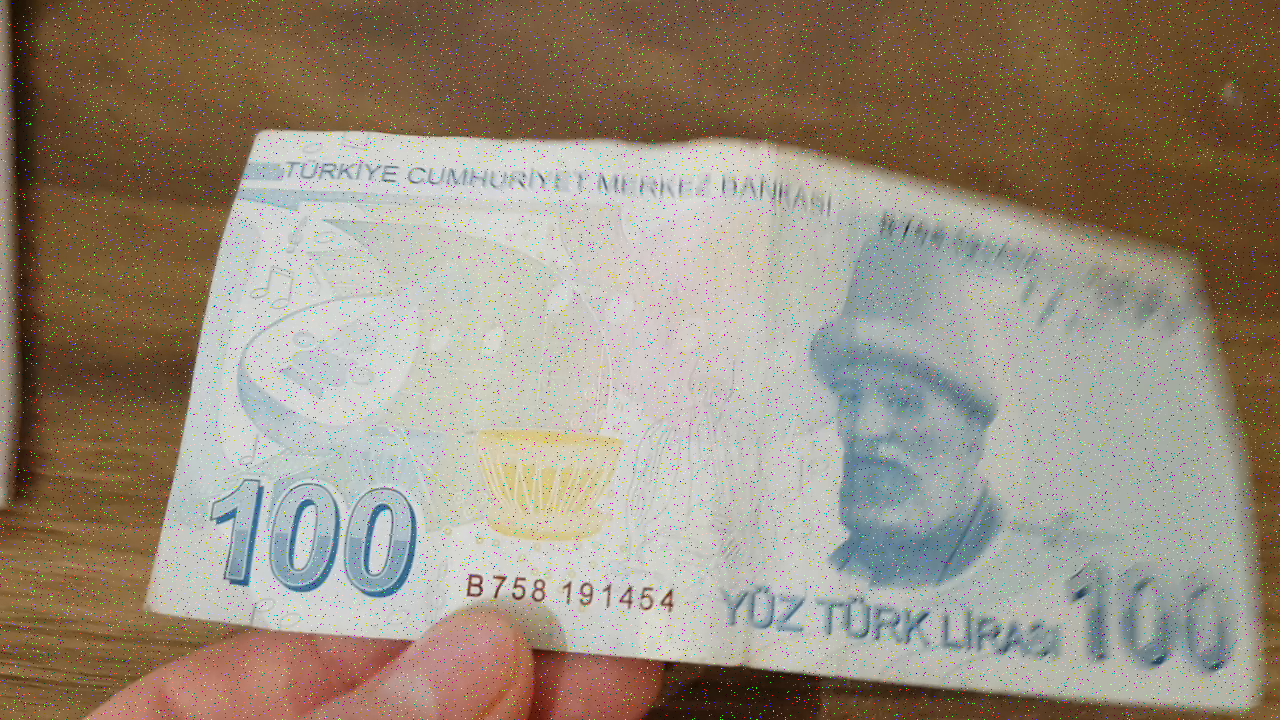 TÜRKİYE CUMHURİYET MERKEZ BANKASI
100
B758 191454
YÜZ TÜRK LİRASI
100